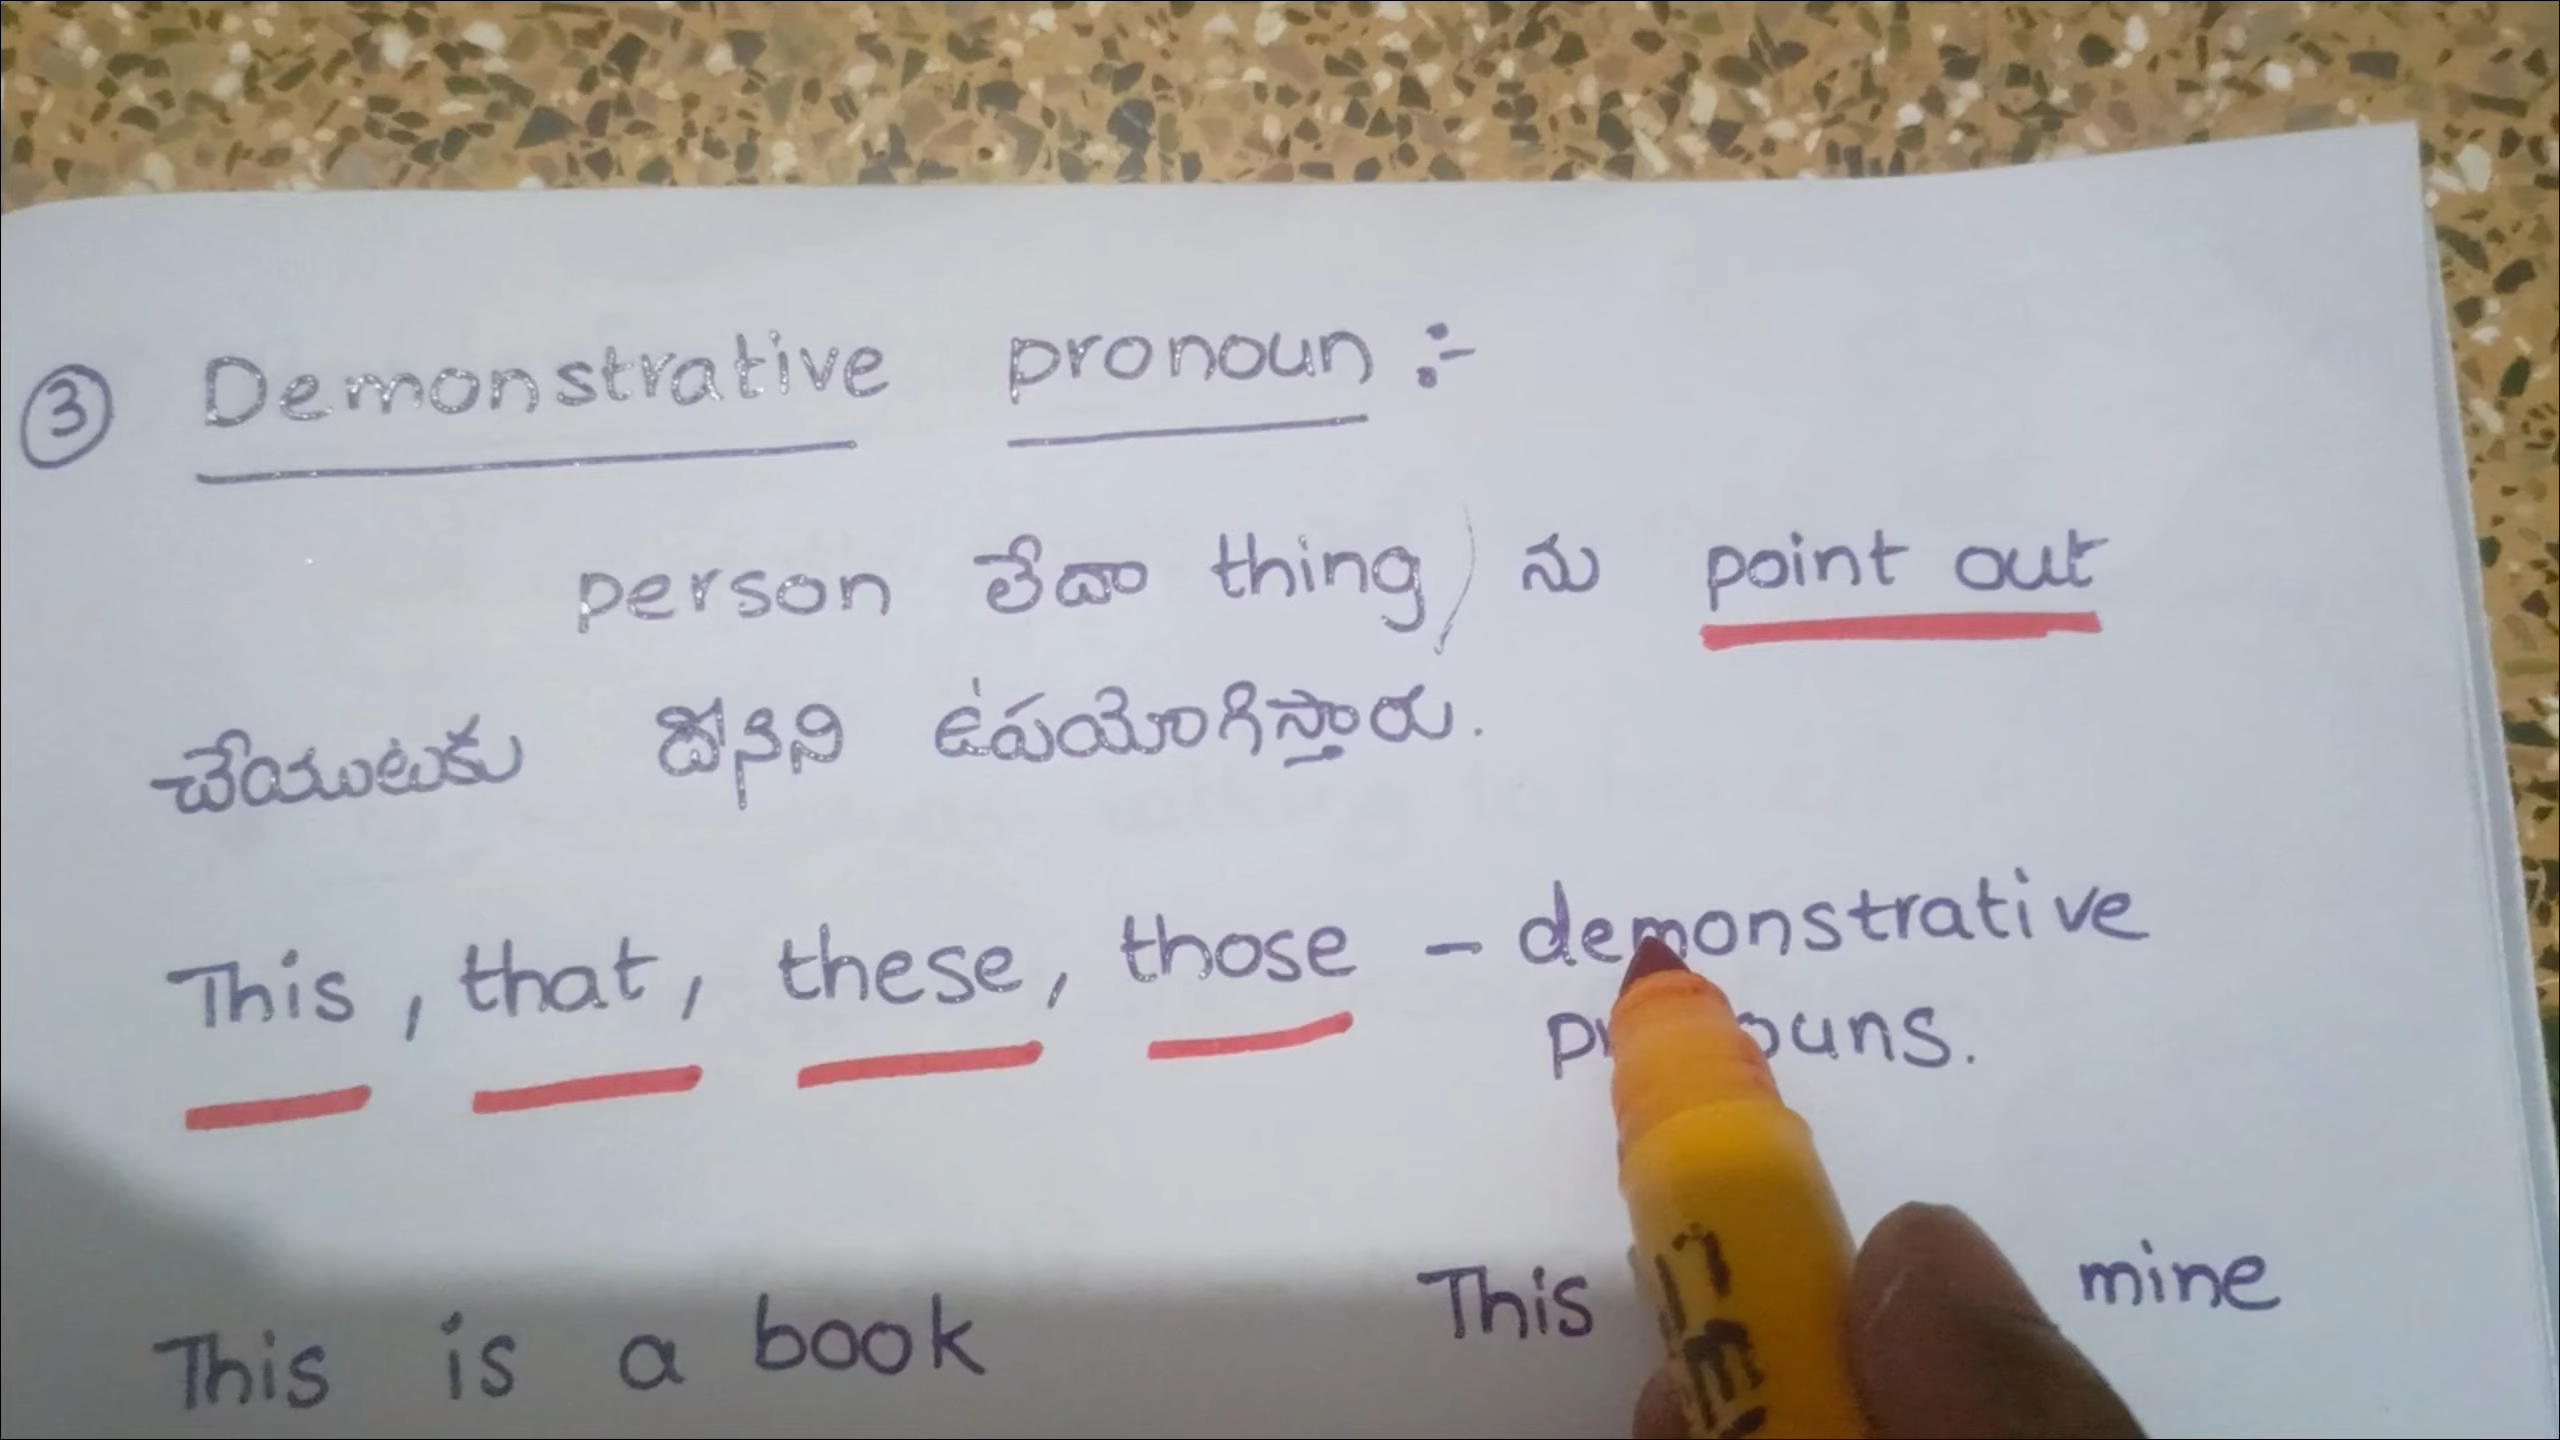 ③ Demonstrative pronoun :-
person లేదా thing ను point out
చేయుటకు దీనిని ఉపయోగిస్తారు.
This, that, these, those - demonstrative
pronouns.
This is a book This mine